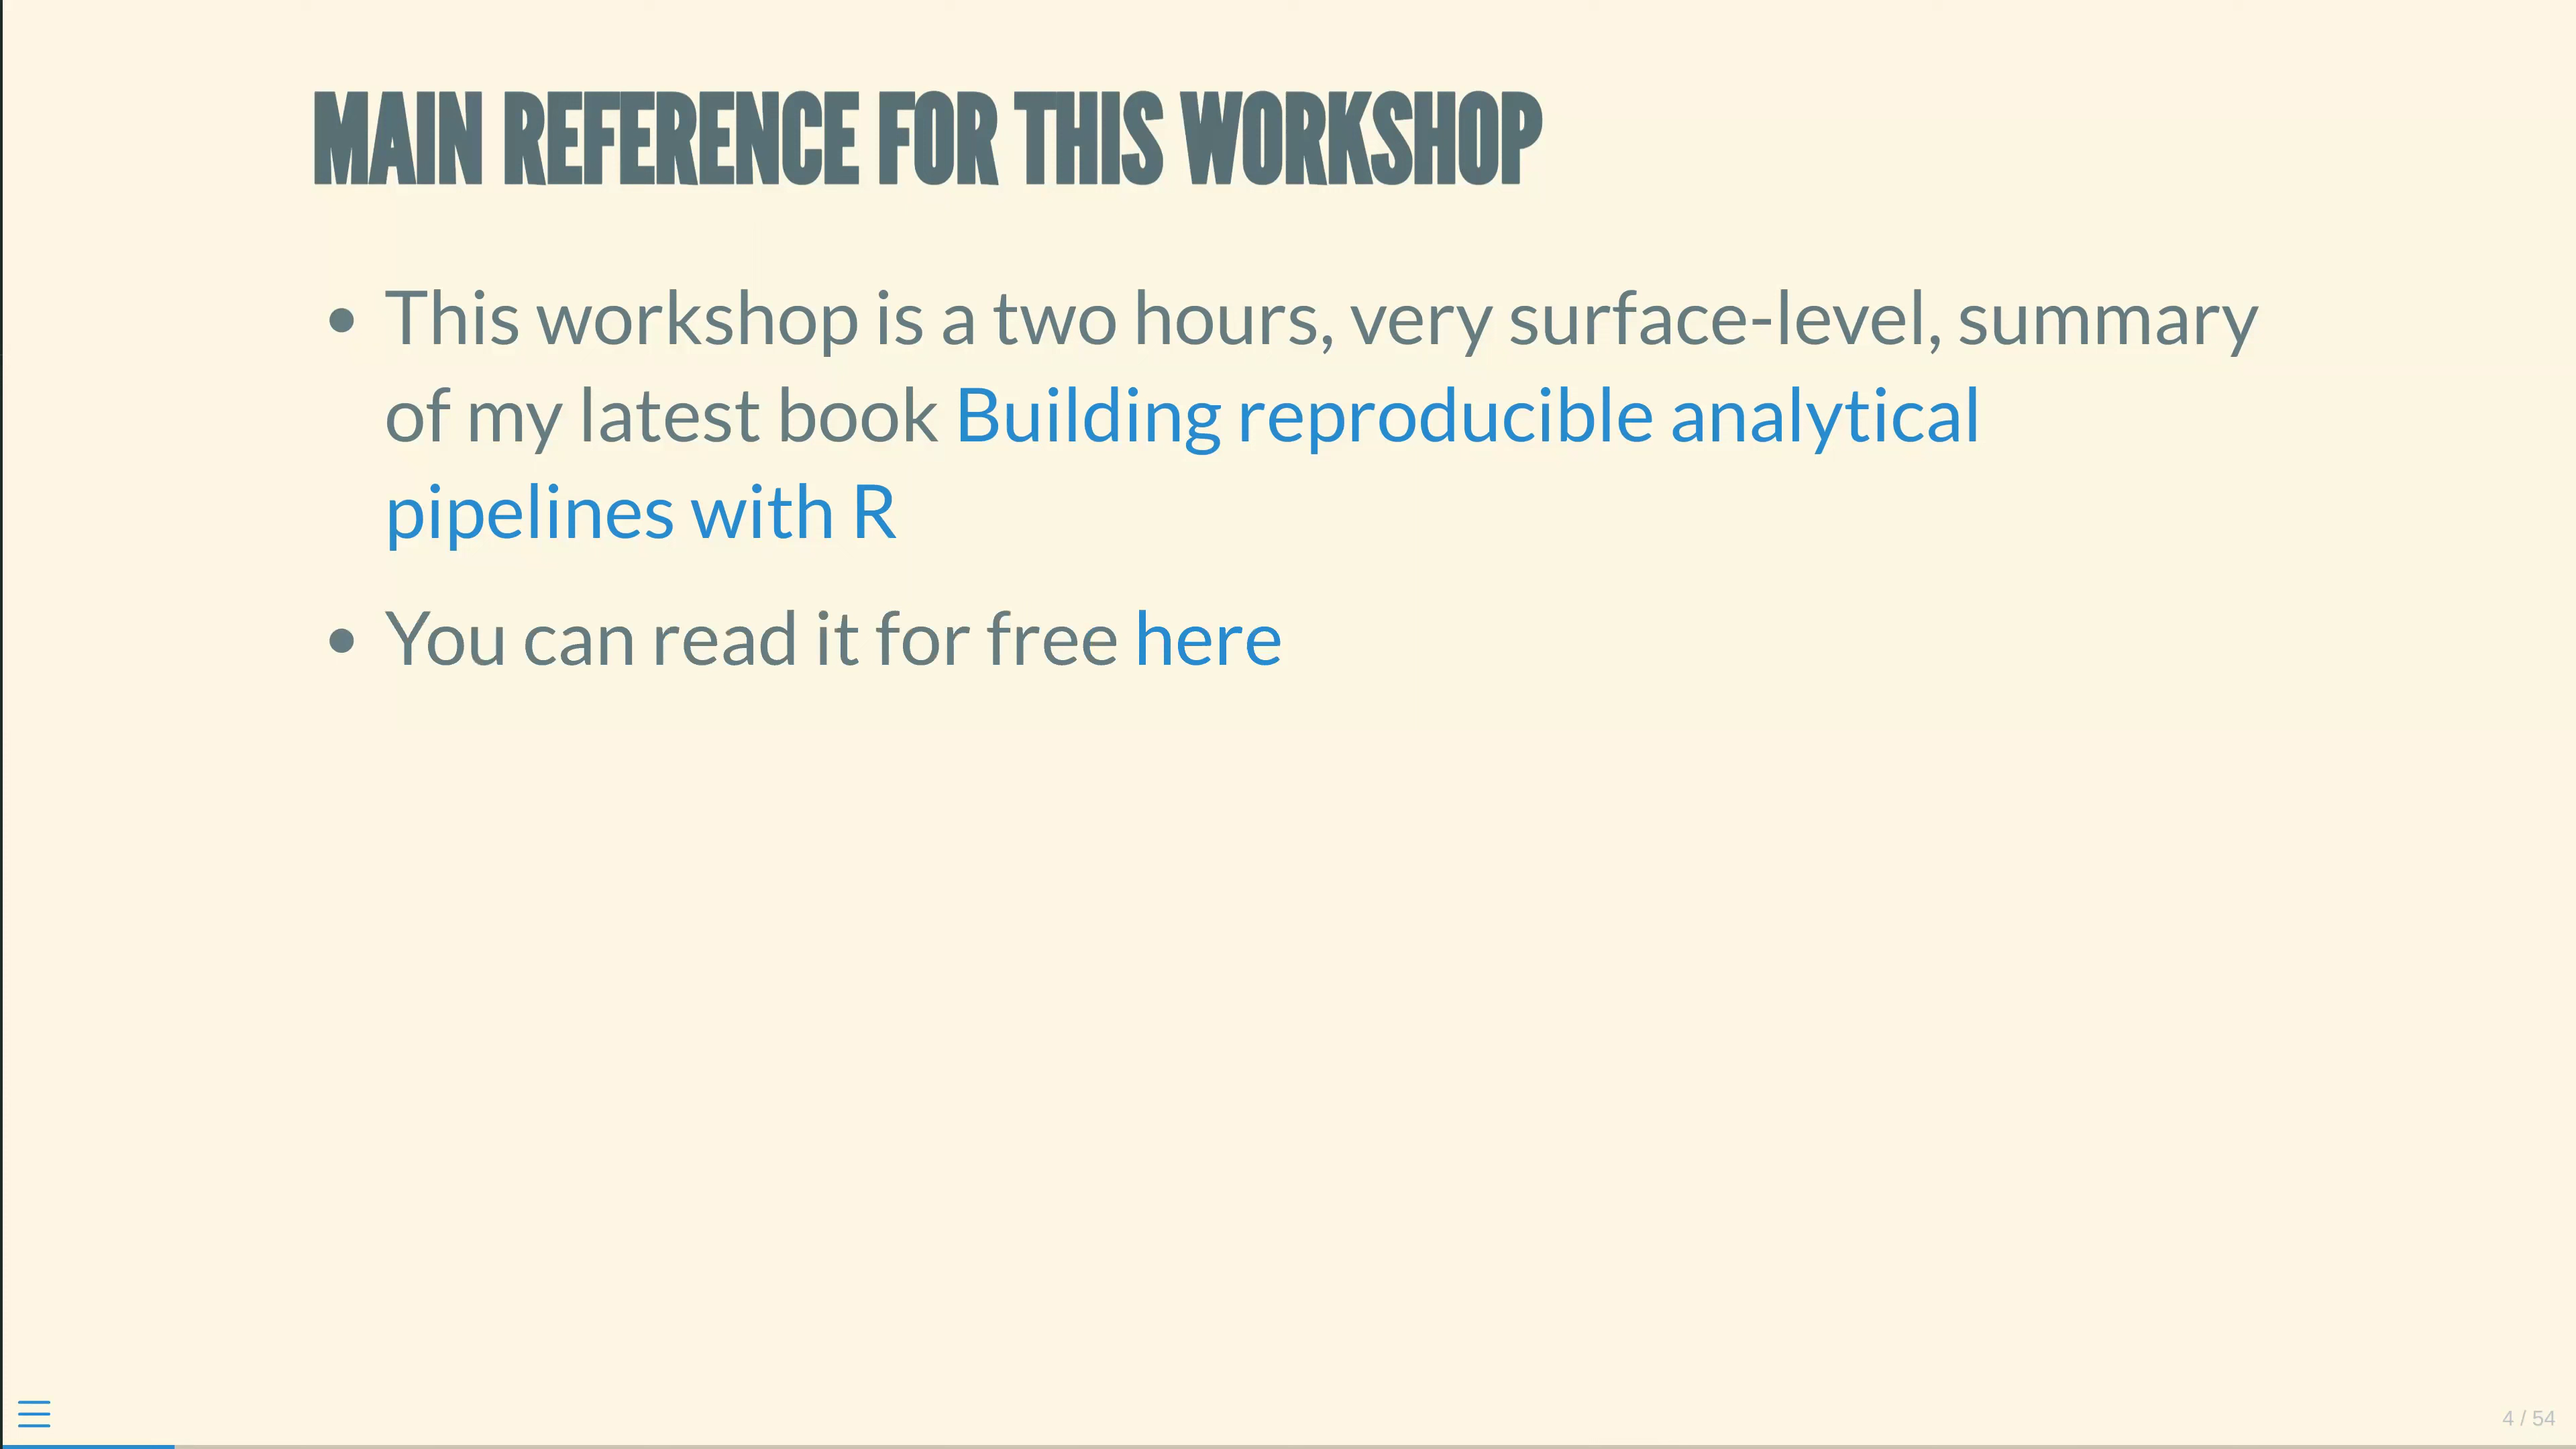 MAIN REFERENCE FOR THIS WORKSHOP
This workshop is a two hours, very surface-level, summary
of my latest book Building reproducible analytical
pipelines with R
You can read it for free here
4 / 54